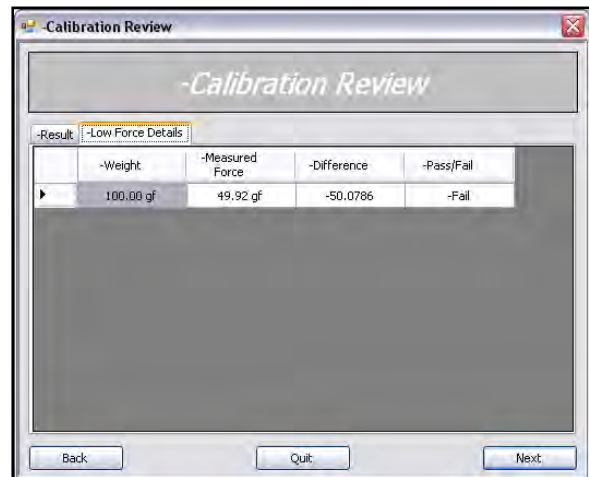 -Calibration Review
-Calibration Review
-Result -Low Force Details
-Weight -Measured Force -Difference -Pass/Fail
100.00 gf 49.92 gf -50.0786 -Fail
Back Quit Next